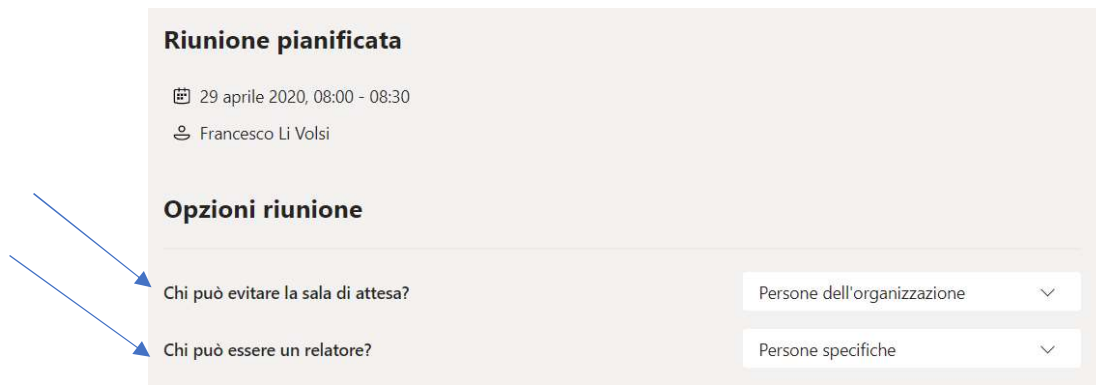 Riunione pianificata
29 aprile 2020, 08:00 - 08:30
Francesco Li Volsi
Opzioni riunione
Chi può evitare la sala di attesa? Persone dell'organizzazione
Chi può essere un relatore? Persone specifiche